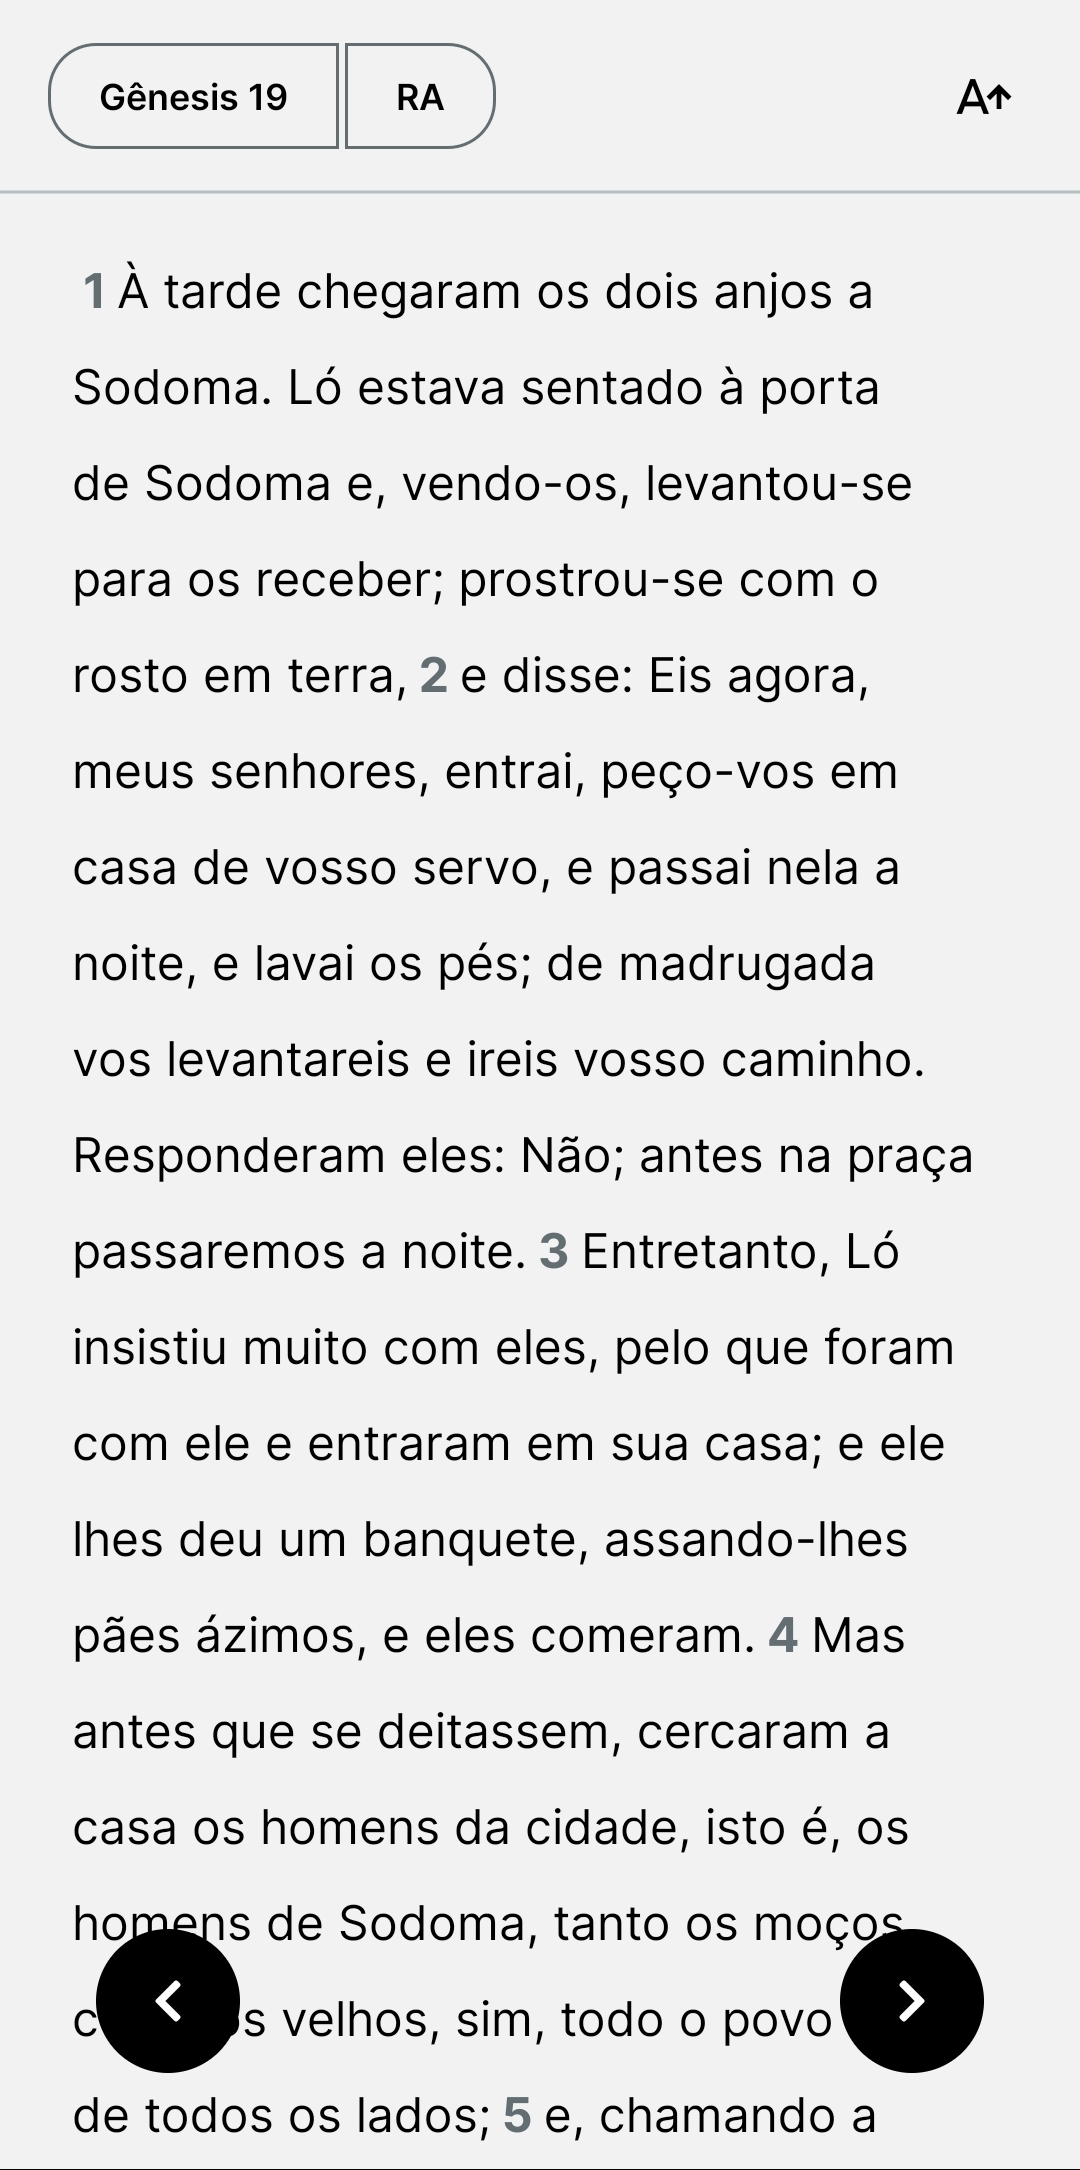 Gênesis 19 RA A
1 À tarde chegaram os dois anjos a
Sodoma. Ló estava sentado à porta
de Sodoma e, vendo-os, levantou-se
para os receber; prostrou-se com o
rosto em terra, 2 e disse: Eis agora,
meus senhores, entrai, peço-vos em
casa de vosso servo, e passai nela a
noite, e lavai os pés; de madrugada
vos levantareis e ireis vosso caminho.
Responderam eles: Não; antes na praça
passaremos a noite. 3 Entretanto, Ló
insistiu muito com eles, pelo que foram
com ele e entraram em sua casa; e ele
lhes deu um banquete, assando-lhes
pães ázimos, e eles comeram. 4 Mas
antes que se deitassem, cercaram a
casa os homens da cidade, isto é, os
homens de Sodoma, tanto os moços
velhos, sim, todo o povo
de todos os lados; 5 e, chamando a